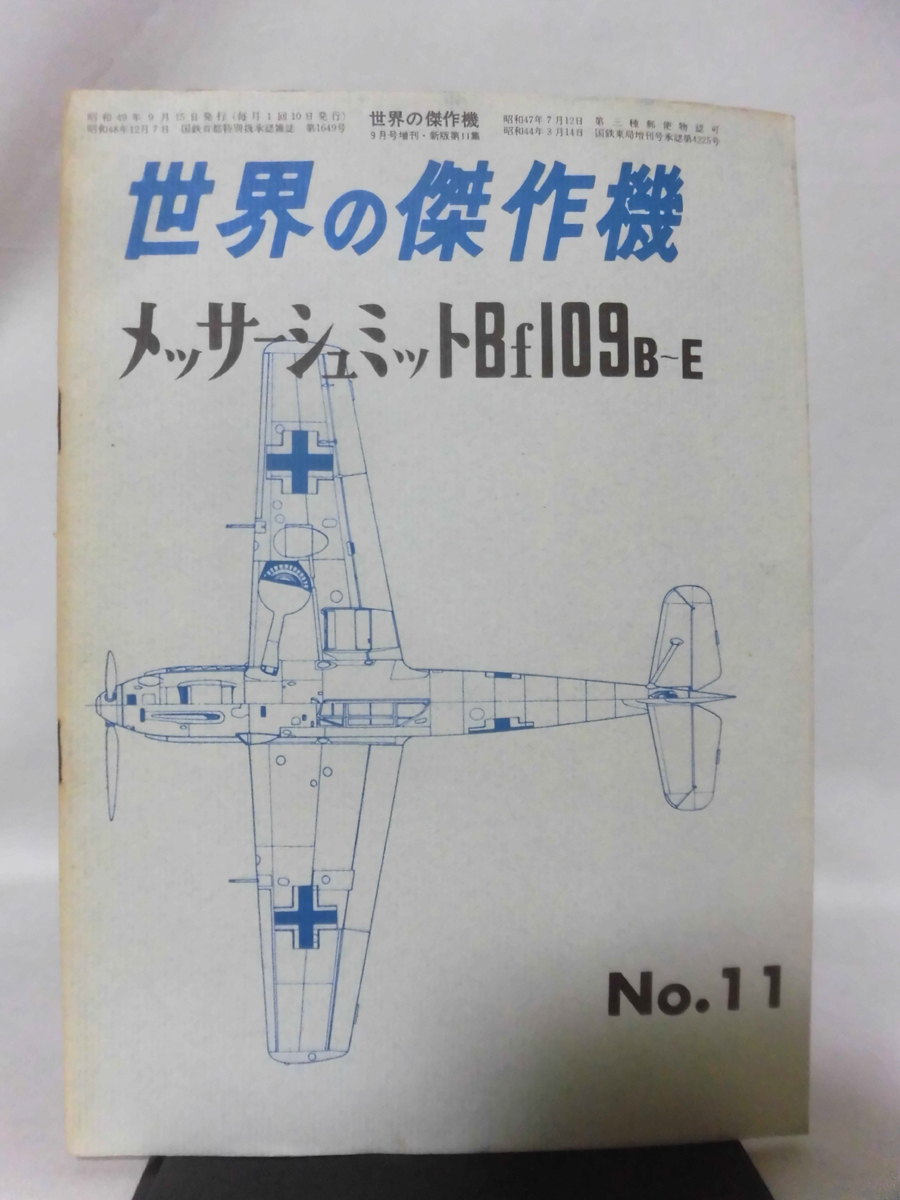 昭和49年9月15日発行(毎月1回10日発行)
昭和48年12月7日 国鉄首都特別扱承認雑誌 第1649号
世界の傑作機
9月号増刊・新版第11集
昭和47年7月12日 第三種郵便物認可
昭和44年3月14日 国鉄東局増刊号承認第4225号
世界の傑作機
メッサーシュミットBf109B~E
No.11